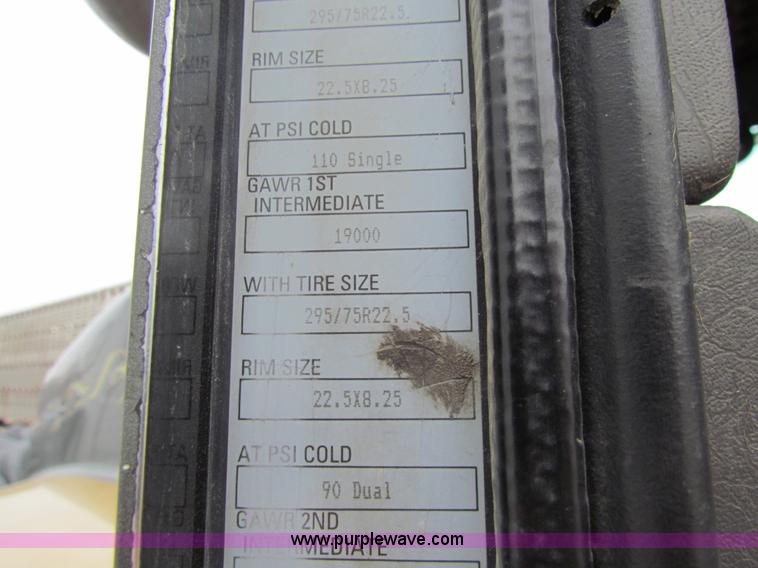 295/75R22.5
RIM SIZE
22.5X8.25
AT PSI COLD
110 Single
GAWR 1ST
INTERMEDIATE
19000
WITH TIRE SIZE
295/75R22.5
RIM SIZE
22.5X8.25
AT PSI COLD
90 Dual
GAWR 2ND
INTERMEDIATE
www.purplewave.com